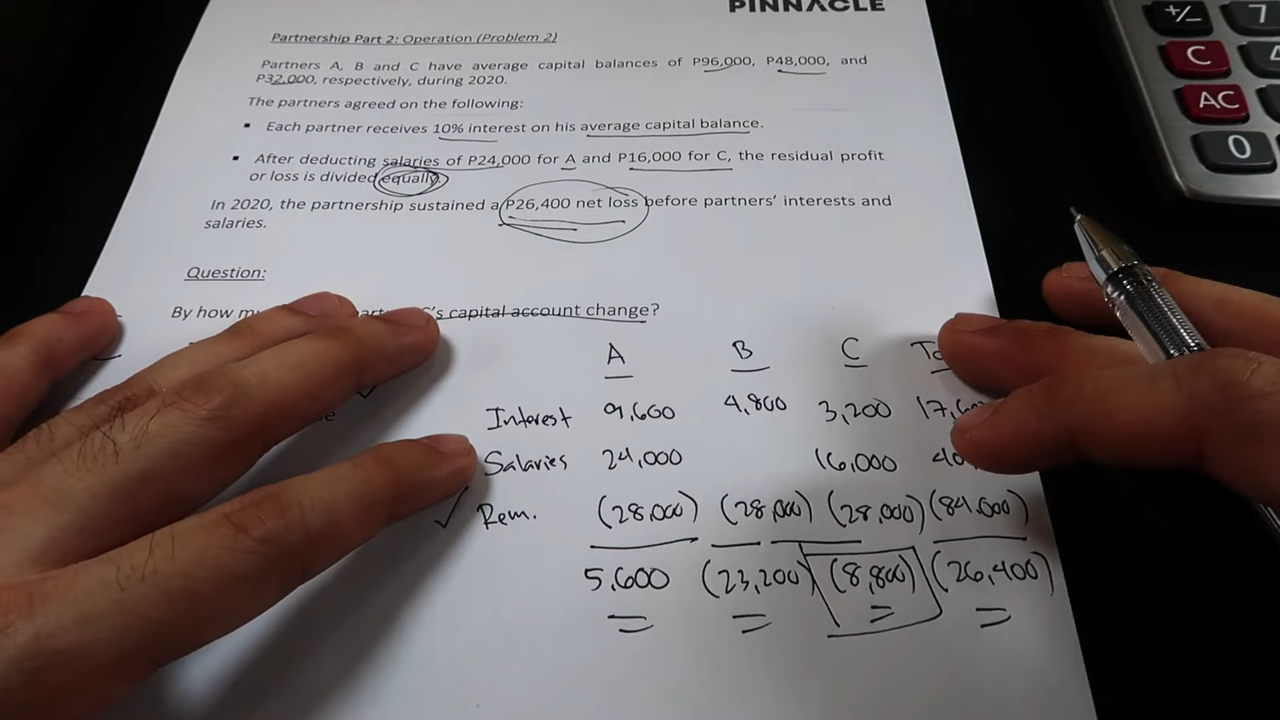 PINNACLE
Partnership Part 2: Operation (Problem 2)
Partners A, B and C have average capital balances of P96,000, P48,000, and
P32,000, respectively, during 2020.
The partners agreed on the following:
▪ Each partner receives 10% interest on his average capital balance.
▪ After deducting salaries of P24,000 for A and P16,000 for C, the residual profit
or loss is divided equally.
In 2020, the partnership sustained a P26,400 net loss before partners' interests and
salaries.
Question:
By how C's capital account change?
A B C
Interest 9,600 4,800 3,200
Salaries 24,000 16,000
Rem. (28,000) (28,000) (28,000) (84,000)
5,600 (23,200) (8,800) (26,400)
+/- 7
C
AC
0